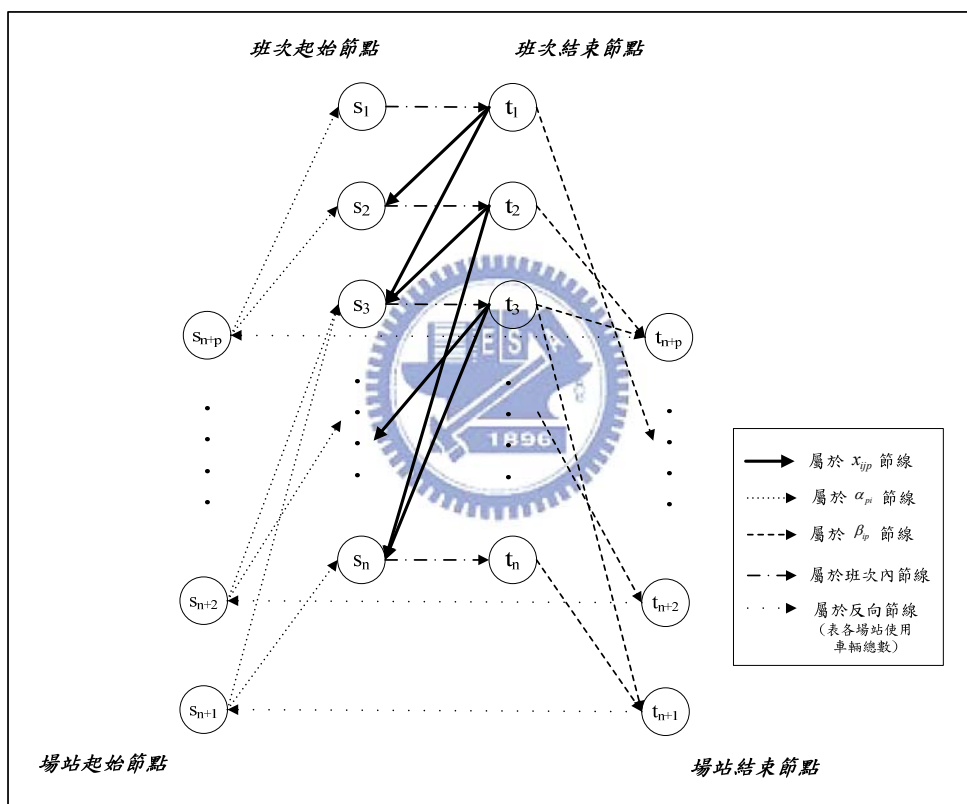 班次起始節點
班次結束節點
s1
t1
s2
t2
s3
t3
sn+p
tn+p
ES
1896
sn
tn
sn+2
tn+2
sn+1
tn+1
場站起始節點
場站結束節點
屬於 xijp 節線
屬於 αpi 節線
屬於 βip 節線
屬於班次內節線
屬於反向節線
(表各場站使用
車輛總數)